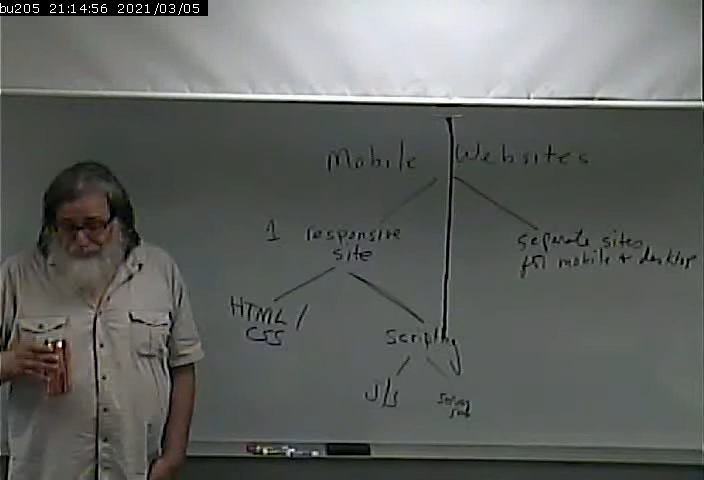 bu205 21:14:56 2021/03/05
Mobile Websites
1 responsive
site
separate sites
for mobile + desktop
HTML /
CSS
scripting
J/s